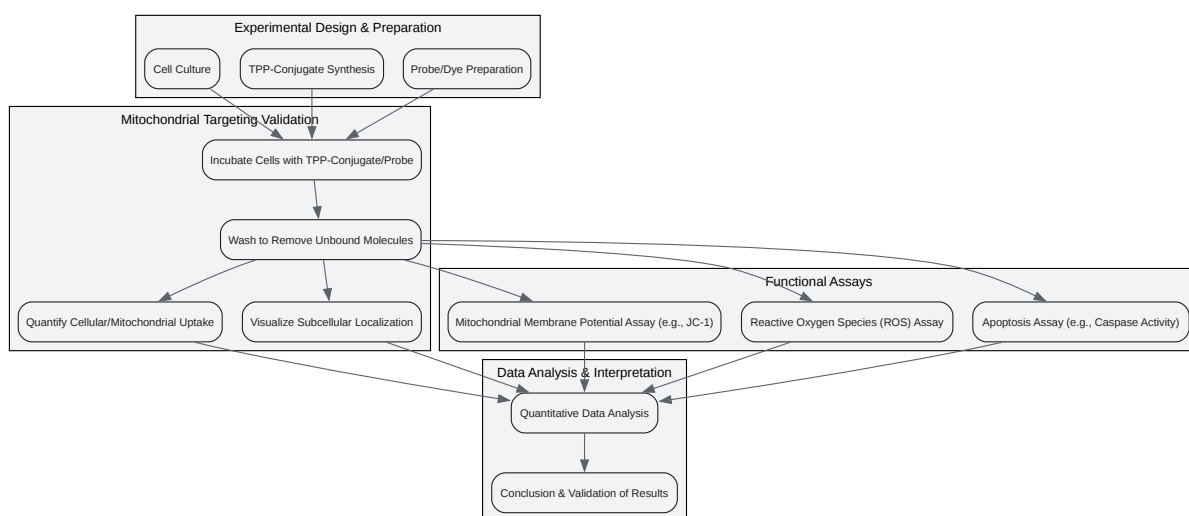 Experimental Design & Preparation
Cell Culture
TPP-Conjugate Synthesis
Probe/Dye Preparation
Mitochondrial Targeting Validation
Incubate Cells with TPP-Conjugate/Probe
Wash to Remove Unbound Molecules
Functional Assays
Quantify Cellular/Mitochondrial Uptake
Visualize Subcellular Localization
Mitochondrial Membrane Potential Assay (e.g., JC-1)
Reactive Oxygen Species (ROS) Assay
Apoptosis Assay (e.g., Caspase Activity)
Data Analysis & Interpretation
Quantitative Data Analysis
Conclusion & Validation of Results